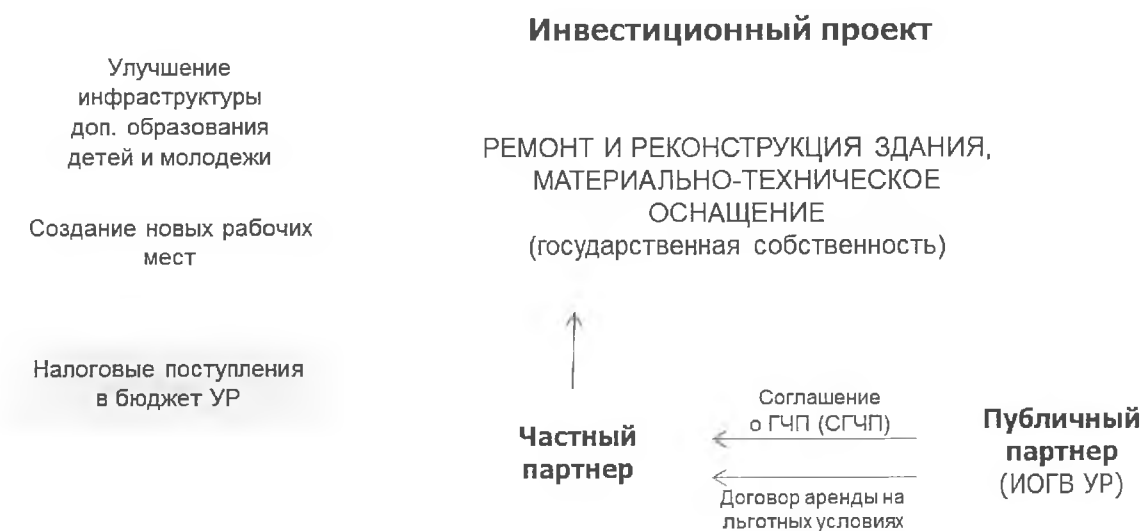 Инвестиционный проект
Улучшение
инфраструктуры
доп. образования
детей и молодежи
Создание новых рабочих
мест
Налоговые поступления
в бюджет УР
РЕМОНТ И РЕКОНСТРУКЦИЯ ЗДАНИЯ,
МАТЕРИАЛЬНО-ТЕХНИЧЕСКОЕ
ОСНАЩЕНИЕ
(государственная собственность)
Частный
партнер
Соглашение
о ГЧП (СГЧП)
Договор аренды на
льготных условиях
Публичный
партнер
(ИОГВ УР)